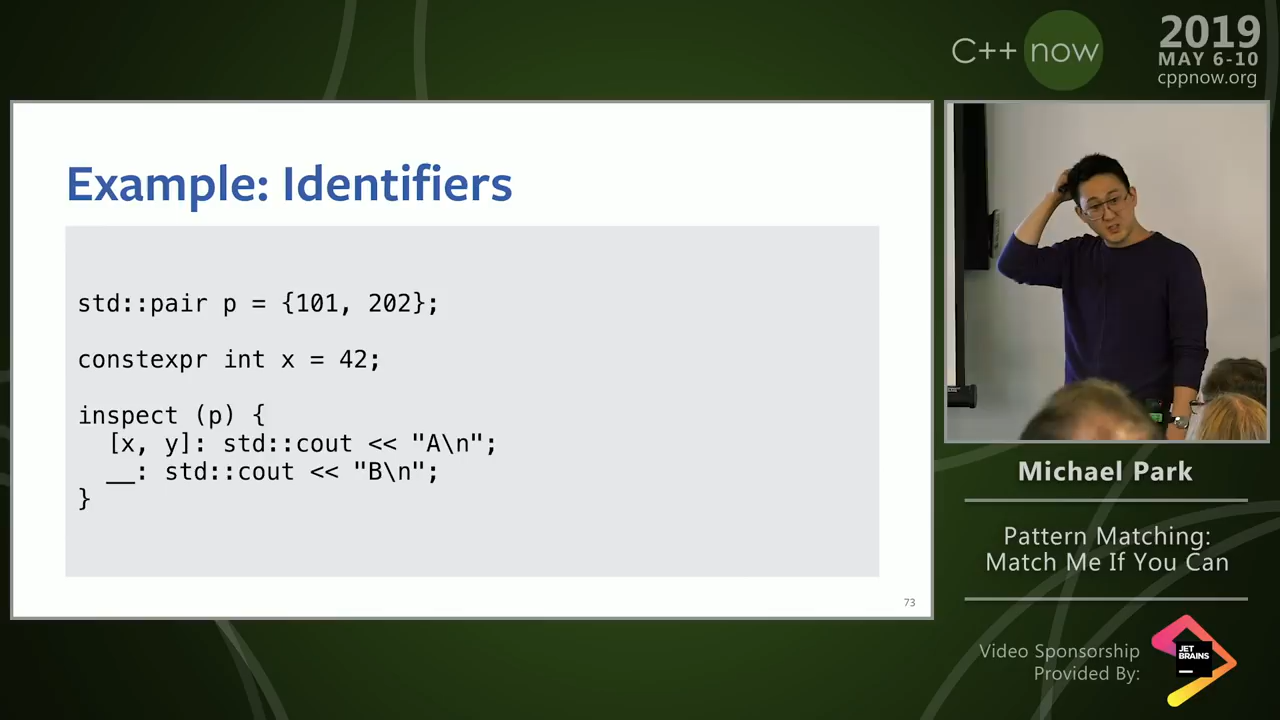 C++ now
2019
MAY 6-10
cppnow.org
Example: Identifiers
std::pair p = {101, 202};
constexpr int x = 42;
inspect (p) {
  [x, y]: std::cout << "A\n";
  __: std::cout << "B\n";
}
73
Michael Park
Pattern Matching:
Match Me If You Can
Video Sponsorship
Provided By:
JET
BRAINS